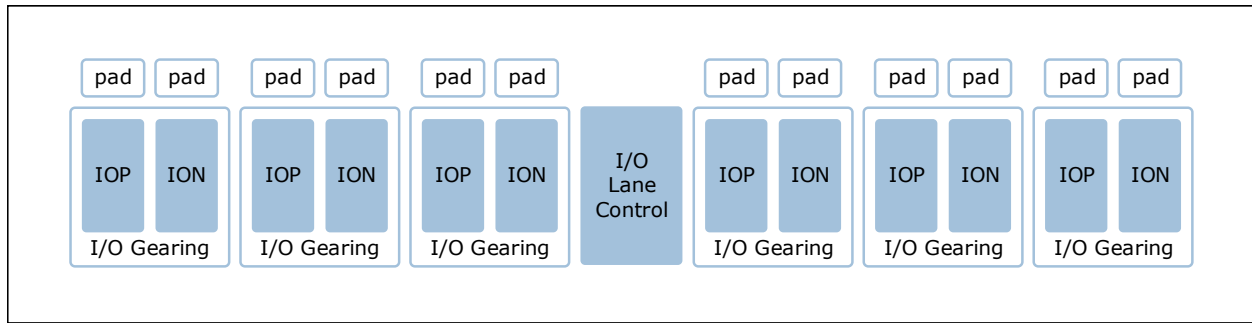 pad pad pad pad pad pad pad pad pad pad pad pad
IOP ION IOP ION IOP ION I/O IOP ION IOP ION IOP ION
Lane
Control
I/O Gearing I/O Gearing I/O Gearing I/O Gearing I/O Gearing I/O Gearing